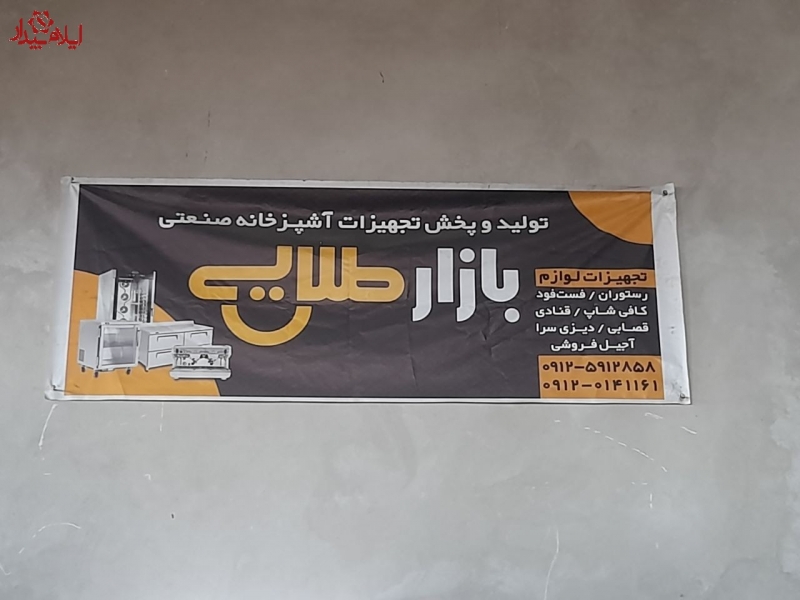 ایلام بیدار
تولید و پخش تجهیزات آشپزخانه صنعتی
بازار طلایی
تجهیزات لوازم
رستوران / فست‌فود
کافی شاپ / قنادی
قصابی / دیزی سرا
آجیل فروشی
۰۹۱۲-۵۹۱۲۸۵۸
۰۹۱۲-۰۱۴۱۱۶۱